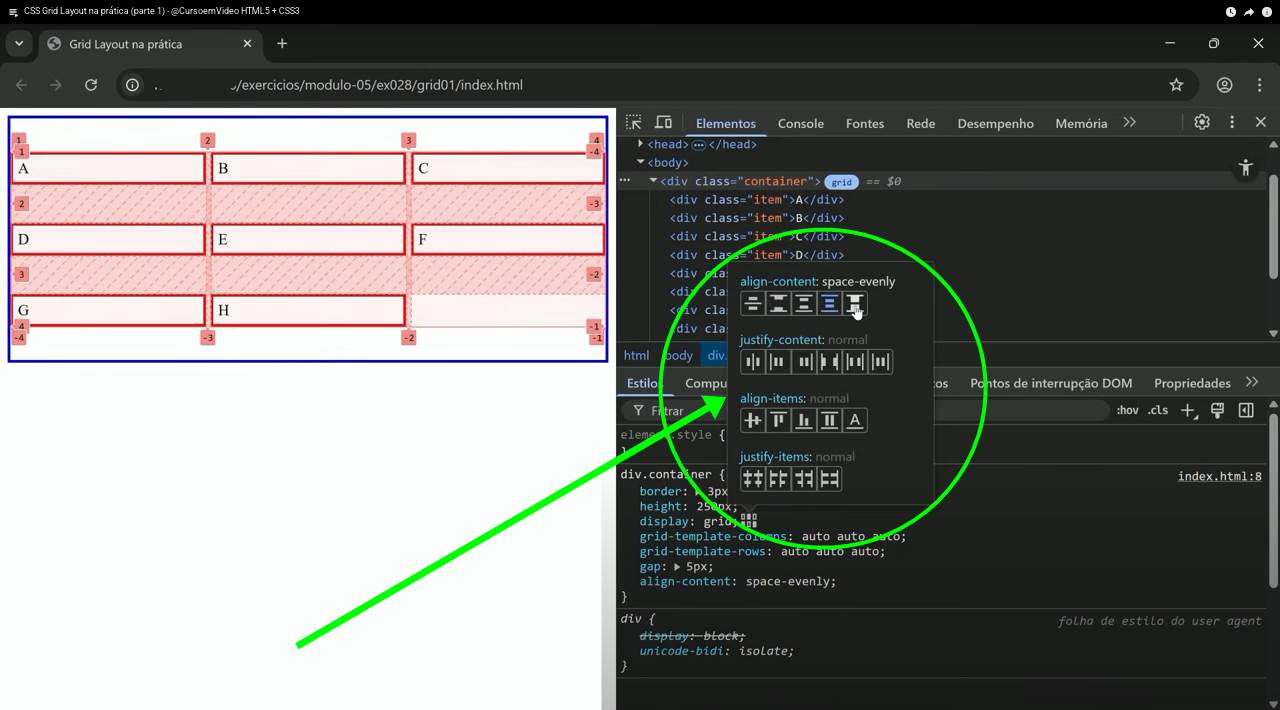 CSS Grid Layout na prática (parte 1) - @CursoemVideo HTML5 + CSS3
Grid Layout na prática
/exercicios/modulo-05/ex028/grid01/index.html
Elementos Console Fontes Rede Desempenho Memória
<head> </head>
<body>
<div class="container"> grid == $0
<div class="item">A</div>
<div class="item">B</div>
<div class="item">C</div>
<div class="item">D</div>
<div clas
<div clas
<div clas
<div clas
1 2 3 4
1 -4
A B C
2 -3
D E F
3 -2
G H
4 -1
-4 -3 -2 -1
align-content: space-evenly
justify-content: normal
align-items: normal
A
justify-items: normal
html body div.
Estilos Compu os Pontos de interrupção DOM Propriedades
Filtrar :hov .cls
element.style {
}
div.container { index.html:8
border: 3px
height: 250px;
display: grid;
grid-template-columns: auto auto auto;
grid-template-rows: auto auto auto;
gap: 5px;
align-content: space-evenly;
}
div { folha de estilo do user agent
display: block;
unicode-bidi: isolate;
}